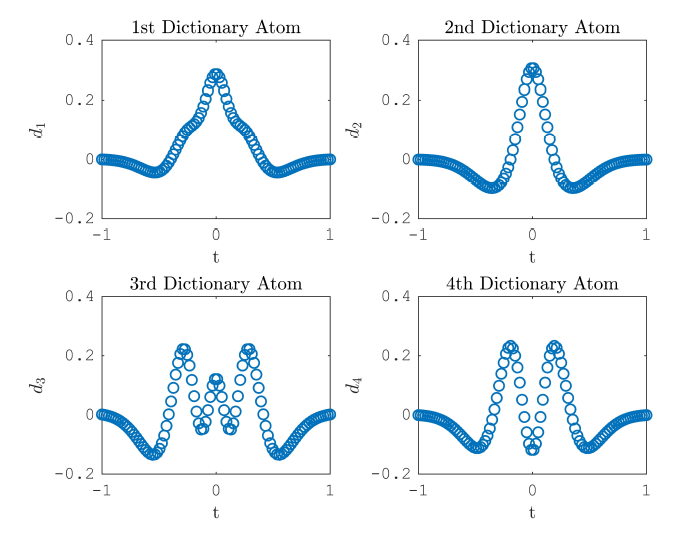 1st Dictionary Atom
0.4
0.2
0
-0.2
d1
-1
0
1
t
2nd Dictionary Atom
0.4
0.2
0
-0.2
d2
-1
0
1
t
3rd Dictionary Atom
0.4
0.2
0
-0.2
d3
-1
0
1
t
4th Dictionary Atom
0.4
0.2
0
-0.2
d4
-1
0
1
t